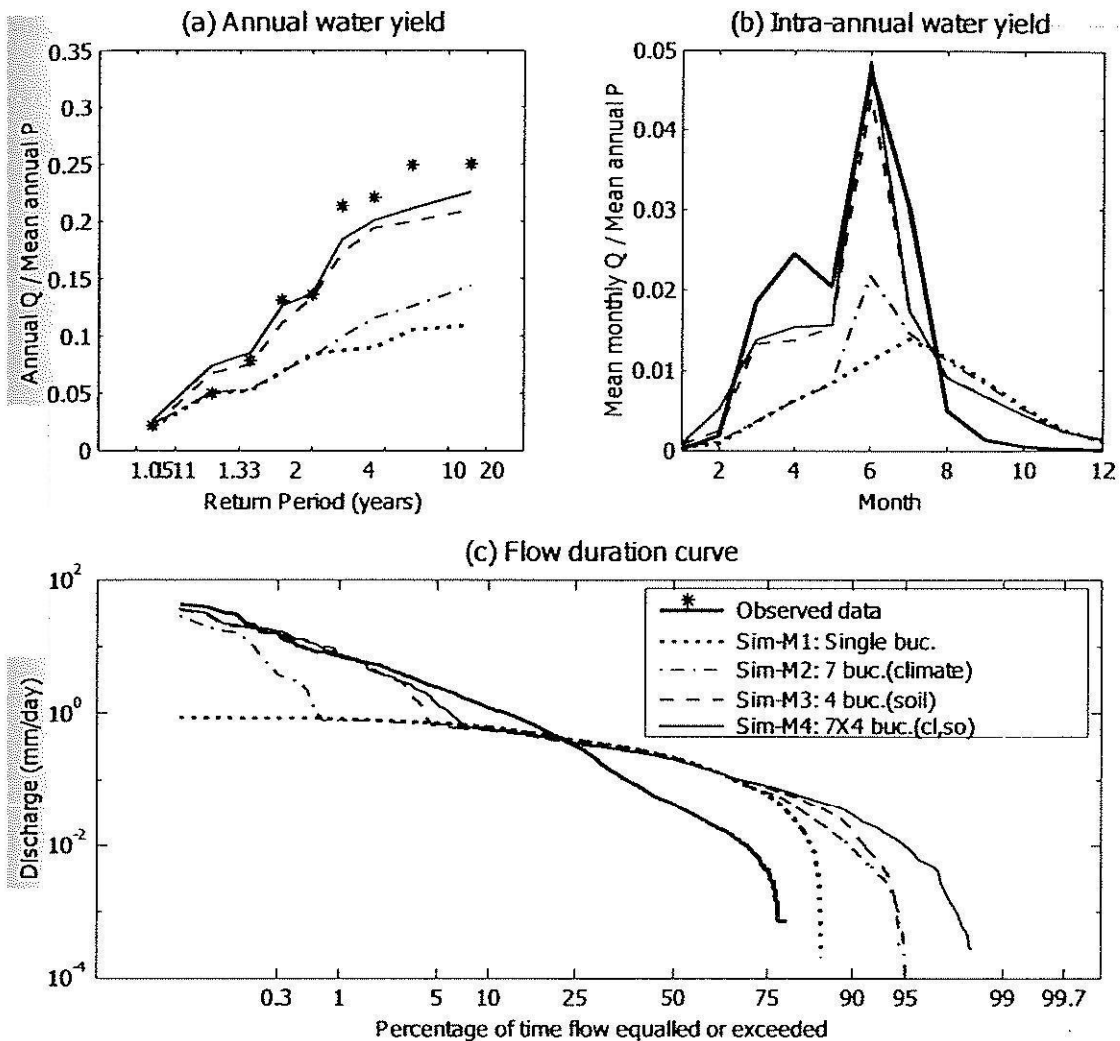 (a) Annual water yield
0.35
0.3
0.25
0.2
0.15
0.1
0.05
0
Annual Q / Mean annual P
1.0511 1.33 2 4 10 20
Return Period (years)
(b) Intra-annual water yield
0.05
0.04
0.03
0.02
0.01
0
Mean monthly Q / Mean annual P
2 4 6 8 10 12
Month
(c) Flow duration curve
10^2
10^0
10^-2
10^-4
Discharge (mm/day)
Observed data
Sim-M1: Single buc.
Sim-M2: 7 buc.(climate)
Sim-M3: 4 buc.(soil)
Sim-M4: 7X4 buc.(cl,so)
0.3 1 5 10 25 50 75 90 95 99 99.7
Percentage of time flow equalled or exceeded